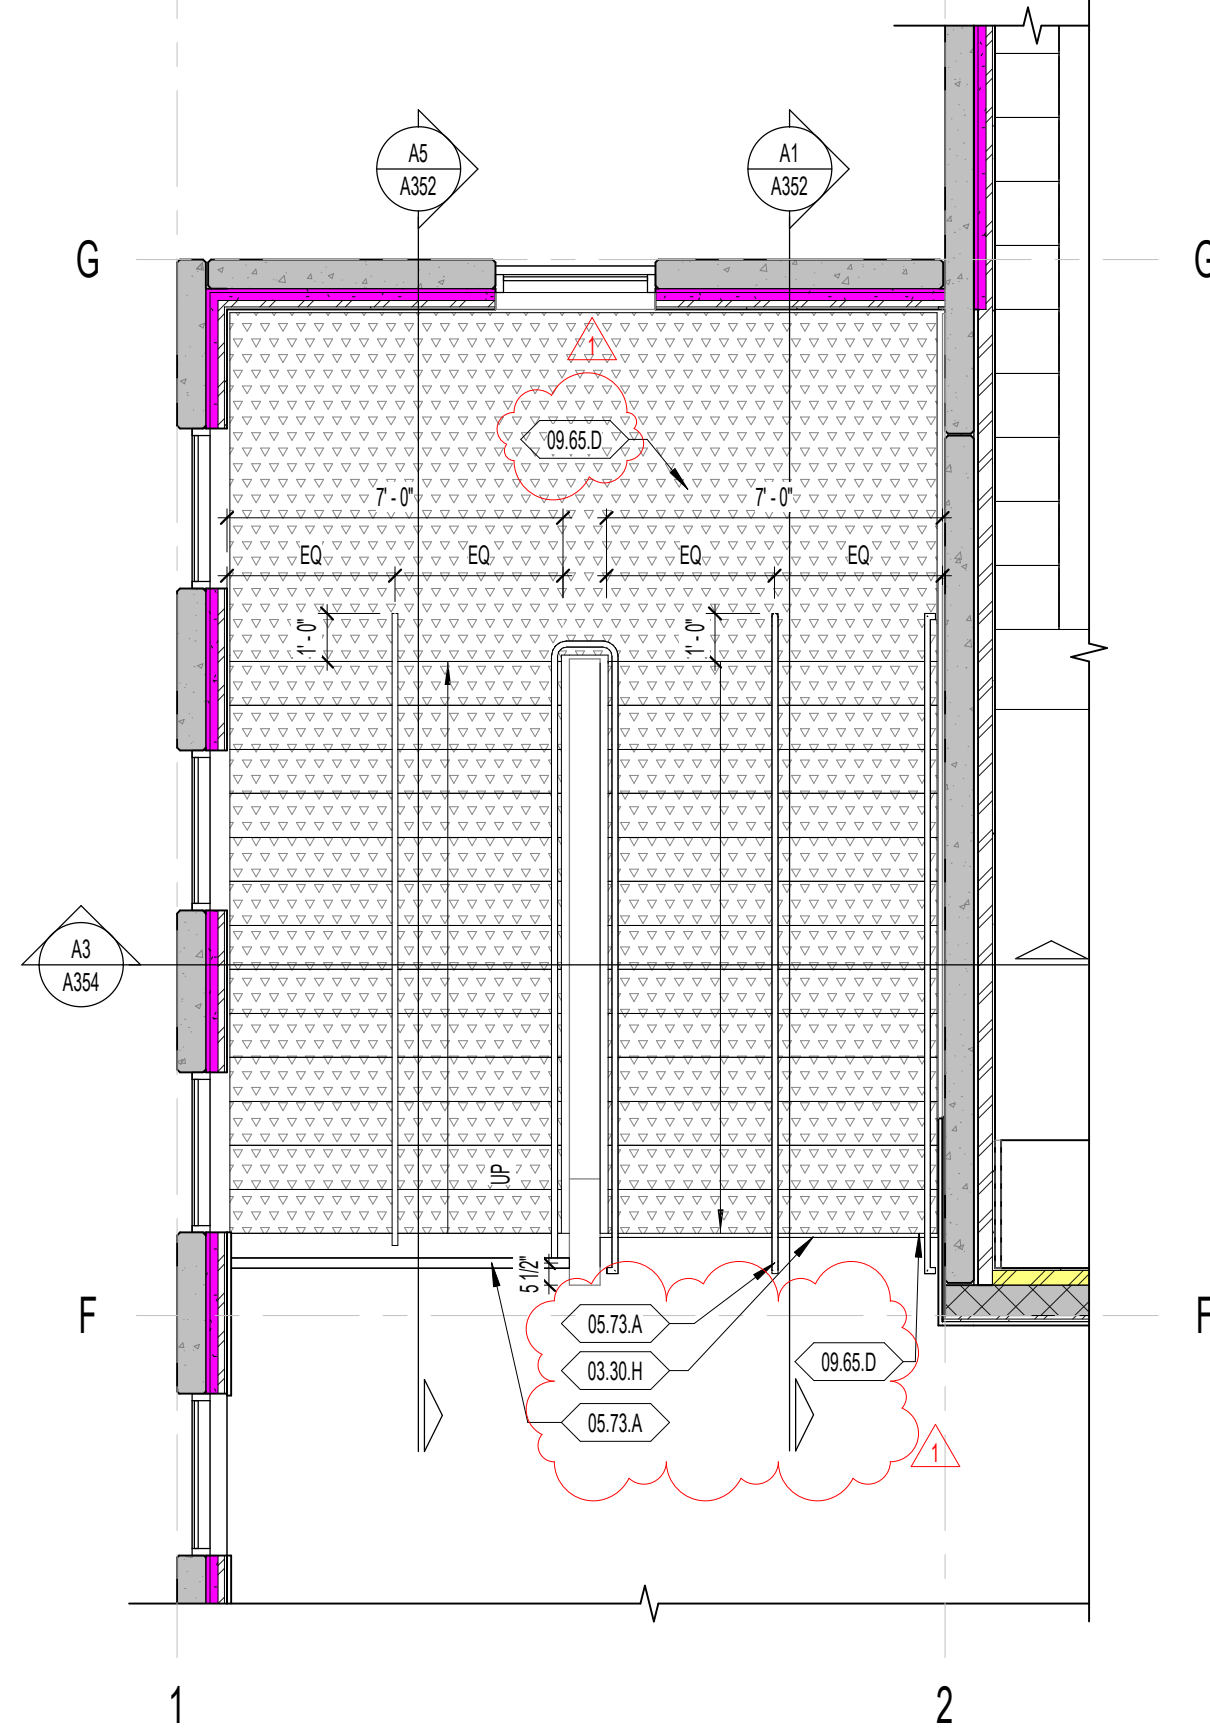 A5
A352
A1
A352
G
G
1
09.65.D
7' - 0"
7' - 0"
EQ
EQ
EQ
EQ
1' - 0"
1' - 0"
A3
A354
UP
5 1/2"
F
F
05.73.A
03.30.H
09.65.D
05.73.A
1
1
2